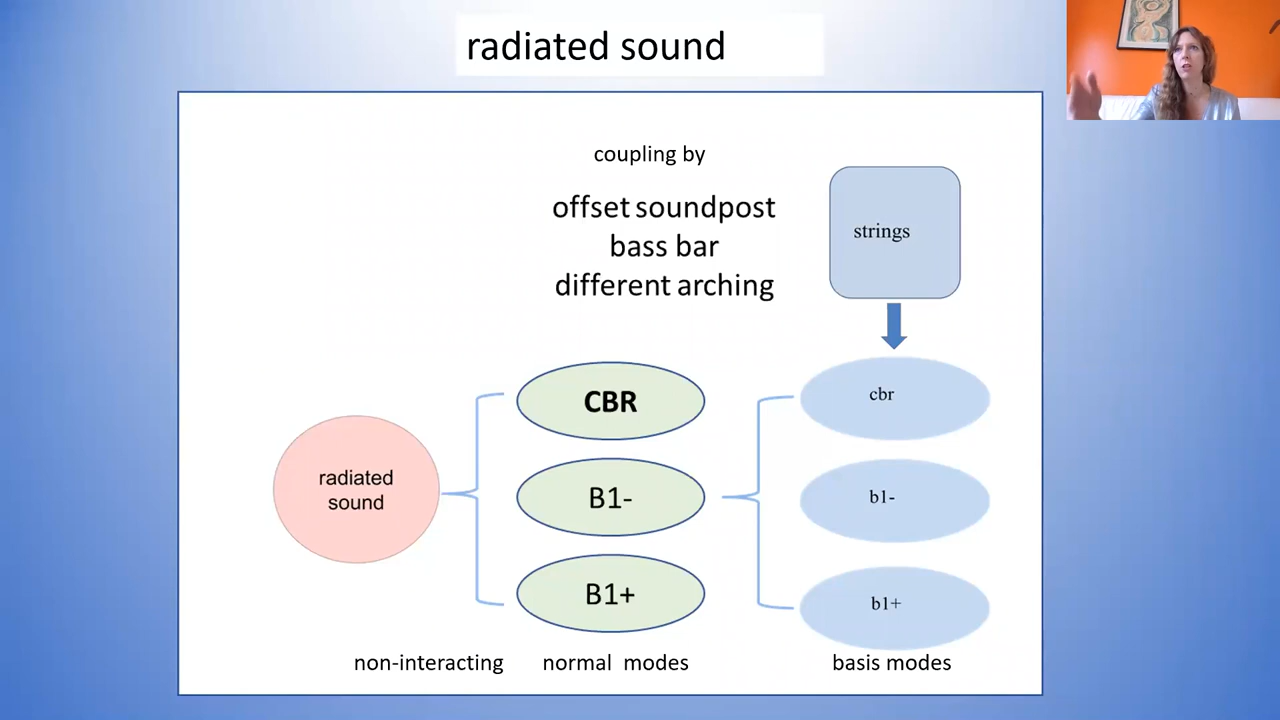 radiated sound
coupling by
offset soundpost
bass bar
different arching
strings
cbr
CBR
radiated
sound
B1-
b1-
B1+
b1+
non-interacting
normal modes
basis modes